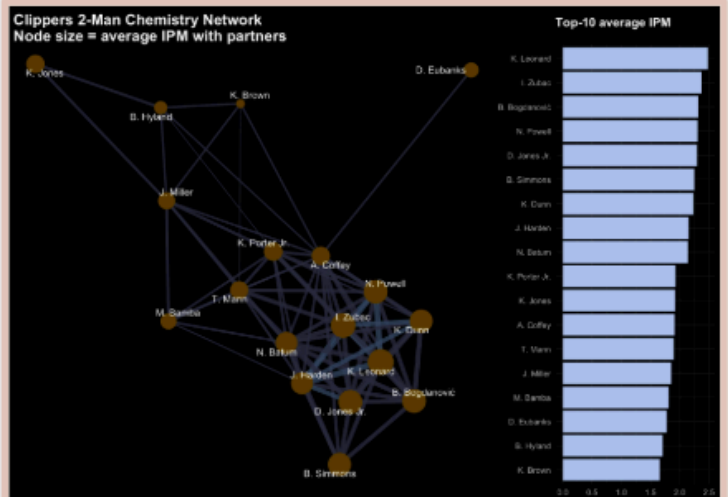 Clippers 2-Man Chemistry Network
Node size = average IPM with partners
Top-10 average IPM
K. Jones
D. Eubanks
K. Brown
B. Hyland
J. Miller
K. Porter Jr.
A. Coffey
N. Powell
T. Mann
M. Bamba
I. Zubac
K. Dunn
N. Batum
K. Leonard
J. Harden
B. Bogdanović
D. Jones Jr.
B. Simmons
K. Leonard
I. Zubac
B. Bogdanović
N. Powell
D. Jones Jr.
B. Simmons
K. Dunn
J. Harden
N. Batum
K. Porter Jr.
K. Jones
A. Coffey
T. Mann
J. Miller
M. Bamba
D. Eubanks
B. Hyland
K. Brown
0.0 0.5 1.0 1.5 2.0 2.5